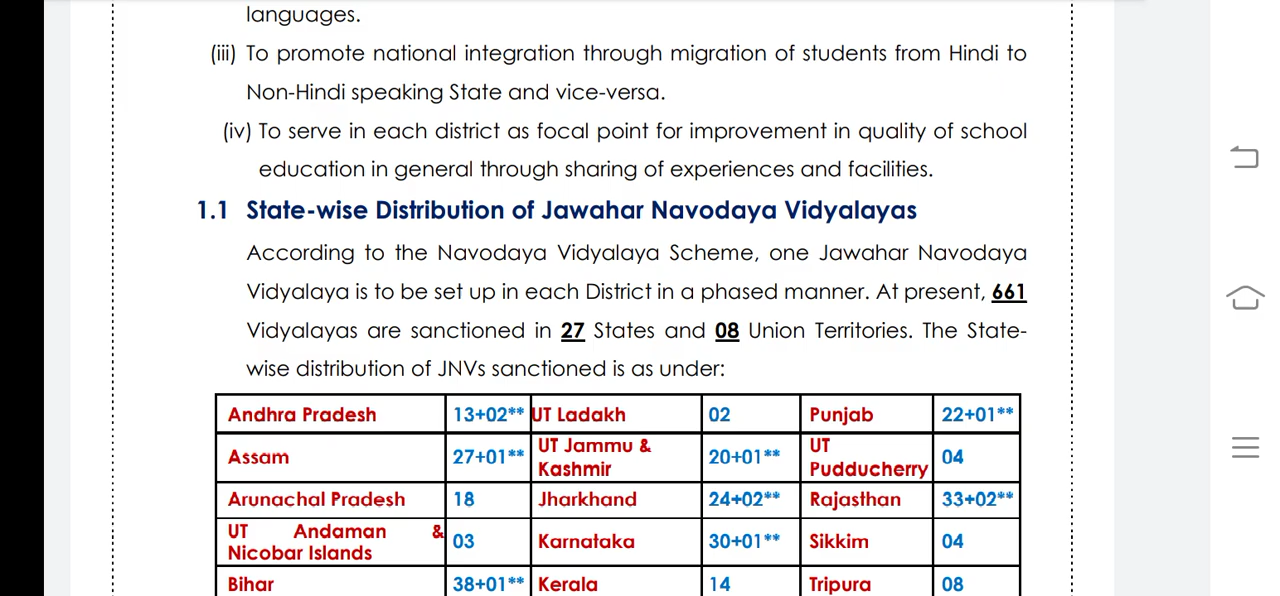 languages.
(iii) To promote national integration through migration of students from Hindi to
Non-Hindi speaking State and vice-versa.
(iv) To serve in each district as focal point for improvement in quality of school
education in general through sharing of experiences and facilities.
1.1 State-wise Distribution of Jawahar Navodaya Vidyalayas
According to the Navodaya Vidyalaya Scheme, one Jawahar Navodaya
Vidyalaya is to be set up in each District in a phased manner. At present, 661
Vidyalayas are sanctioned in 27 States and 08 Union Territories. The State-
wise distribution of JNVs sanctioned is as under:
Andhra Pradesh 13+02** UT Ladakh 02 Punjab 22+01**
Assam 27+01** UT Jammu & Kashmir 20+01** UT Pudducherry 04
Arunachal Pradesh 18 Jharkhand 24+02** Rajasthan 33+02**
UT Andaman & Nicobar Islands 03 Karnataka 30+01** Sikkim 04
Bihar 38+01** Kerala 14 Tripura 08